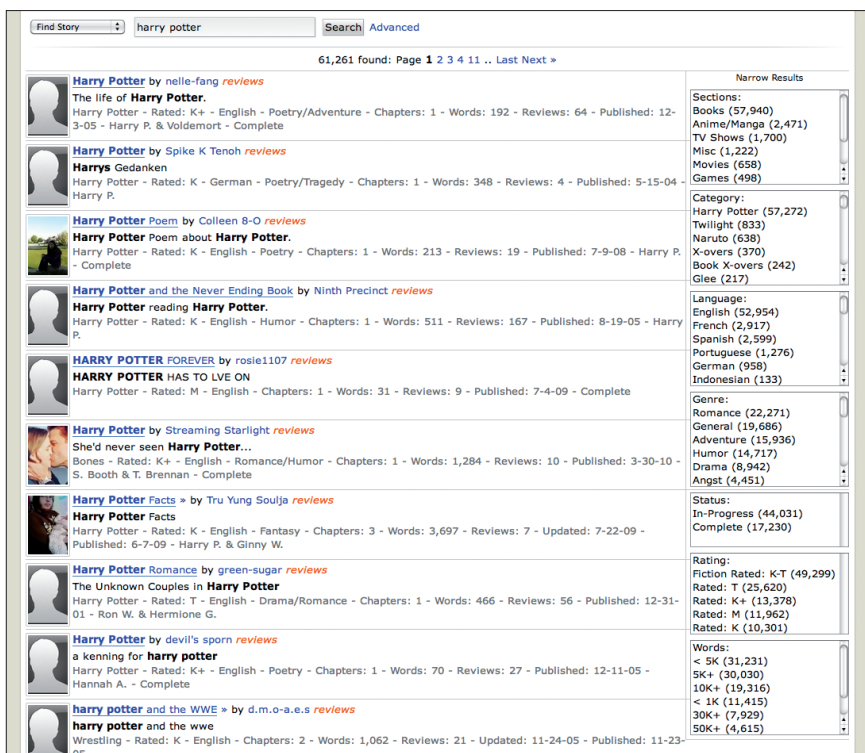 Find Story harry potter Search Advanced
61,261 found: Page 1 2 3 4 11 .. Last Next »
Harry Potter by nelle-fang reviews
The life of Harry Potter.
Harry Potter - Rated: K+ - English - Poetry/Adventure - Chapters: 1 - Words: 192 - Reviews: 64 - Published: 12-
3-05 - Harry P. & Voldemort - Complete
Harry Potter by Spike K Tenoh reviews
Harrys Gedanken
Harry Potter - Rated: K - German - Poetry/Tragedy - Chapters: 1 - Words: 348 - Reviews: 4 - Published: 5-15-04 -
Harry P.
Harry Potter Poem by Colleen 8-O reviews
Harry Potter Poem about Harry Potter.
Harry Potter - Rated: K - English - Poetry - Chapters: 1 - Words: 213 - Reviews: 19 - Published: 7-9-08 - Harry P.
- Complete
Harry Potter and the Never Ending Book by Ninth Precinct reviews
Harry Potter reading Harry Potter.
Harry Potter - Rated: K - English - Humor - Chapters: 1 - Words: 511 - Reviews: 167 - Published: 8-19-05 - Harry
P.
HARRY POTTER FOREVER by rosie1107 reviews
HARRY POTTER HAS TO LVE ON
Harry Potter - Rated: M - English - Chapters: 1 - Words: 31 - Reviews: 9 - Published: 7-4-09 - Complete
Harry Potter by Streaming Starlight reviews
She'd never seen Harry Potter...
Bones - Rated: K+ - English - Romance/Humor - Chapters: 1 - Words: 1,284 - Reviews: 10 - Published: 3-30-10 -
S. Booth & T. Brennan - Complete
Harry Potter Facts » by Tru Yung Soulja reviews
Harry Potter Facts
Harry Potter - Rated: K - English - Fantasy - Chapters: 3 - Words: 3,697 - Reviews: 7 - Updated: 7-22-09 -
Published: 6-7-09 - Harry P. & Ginny W.
Harry Potter Romance by green-sugar reviews
The Unknown Couples in Harry Potter
Harry Potter - Rated: T - English - Drama/Romance - Chapters: 1 - Words: 466 - Reviews: 56 - Published: 12-31-
01 - Ron W. & Hermione G.
Harry Potter by devil's sporn reviews
a kenning for harry potter
Harry Potter - Rated: K+ - English - Poetry - Chapters: 1 - Words: 70 - Reviews: 27 - Published: 12-11-05 -
Hannah A. - Complete
harry potter and the WWE » by d.m.o-a.e.s reviews
harry potter and the wwe
Wrestling - Rated: K - English - Chapters: 2 - Words: 1,062 - Reviews: 21 - Updated: 11-24-05 - Published: 11-23-
Narrow Results
Sections:
Books (57,940)
Anime/Manga (2,471)
TV Shows (1,700)
Misc (1,222)
Movies (658)
Games (498)
Category:
Harry Potter (57,272)
Twilight (833)
Naruto (638)
X-overs (370)
Book X-overs (242)
Glee (217)
Language:
English (52,954)
French (2,917)
Spanish (2,599)
Portuguese (1,276)
German (958)
Indonesian (133)
Genre:
Romance (22,271)
General (19,686)
Adventure (15,936)
Humor (14,717)
Drama (8,942)
Angst (4,451)
Status:
In-Progress (44,031)
Complete (17,230)
Rating:
Fiction Rated: K-T (49,299)
Rated: T (25,620)
Rated: K+ (13,378)
Rated: M (11,962)
Rated: K (10,301)
Words:
< 5K (31,231)
5K+ (30,030)
10K+ (19,316)
< 1K (11,415)
30K+ (7,929)
50K+ (4,615)